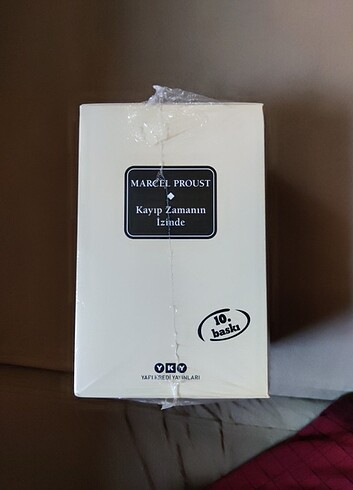 MARCEL PROUST
Kayıp Zamanın
İzinde
10.
baskı
YKY
YAPI KREDİ YAYINLARI